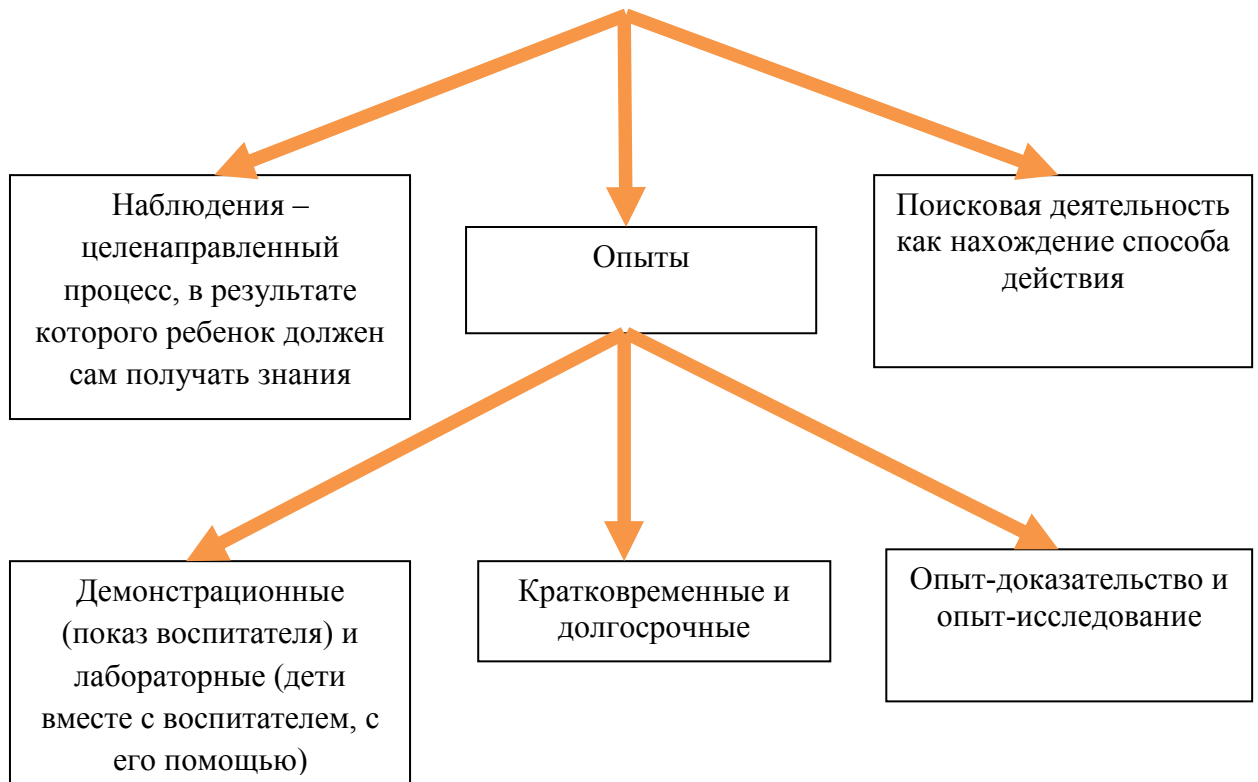 Наблюдения –
целенаправленный
процесс, в результате
которого ребенок должен
сам получать знания
Опыты
Поисковая деятельность
как нахождение способа
действия
Демонстрационные
(показ воспитателя) и
лабораторные (дети
вместе с воспитателем, с
его помощью)
Кратковременные и
долгосрочные
Опыт-доказательство и
опыт-исследование